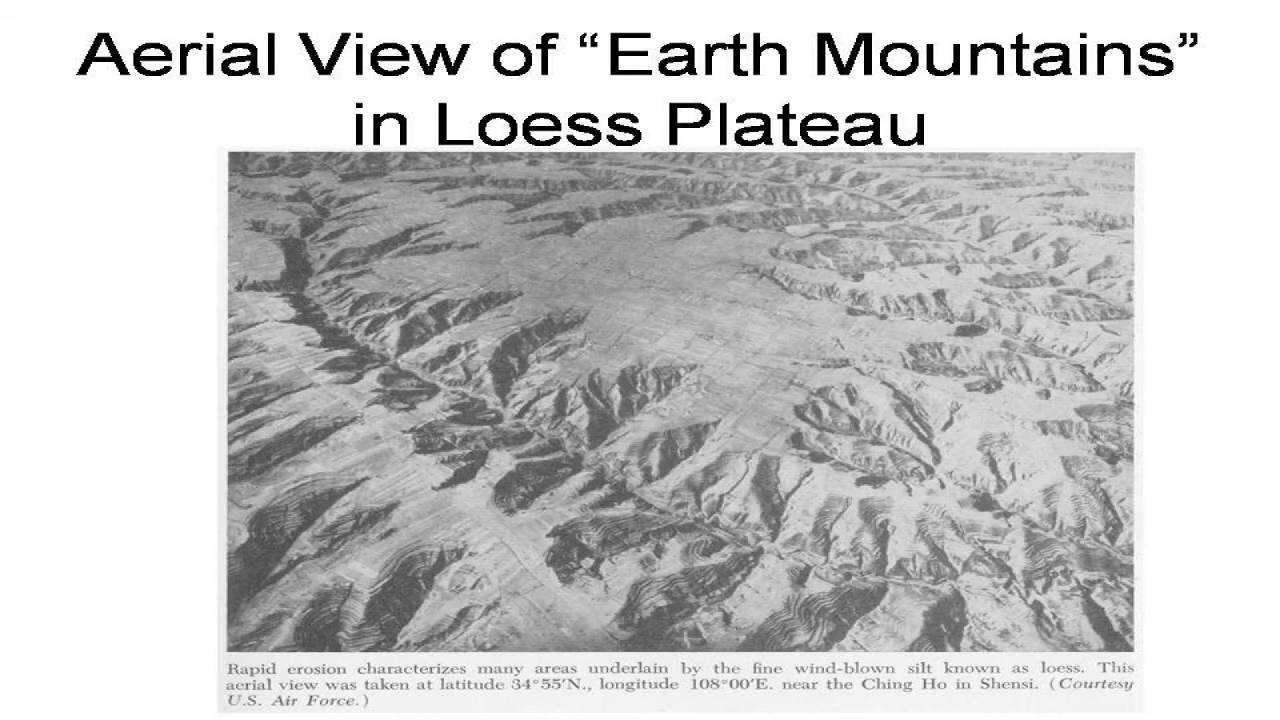 Aerial View of “Earth Mountains”
in Loess Plateau
Rapid erosion characterizes many areas underlain by the fine wind-blown silt known as loess. This
aerial view was taken at latitude 34°55′N., longitude 108°00′E. near the Ching Ho in Shensi. (Courtesy
U.S. Air Force.)